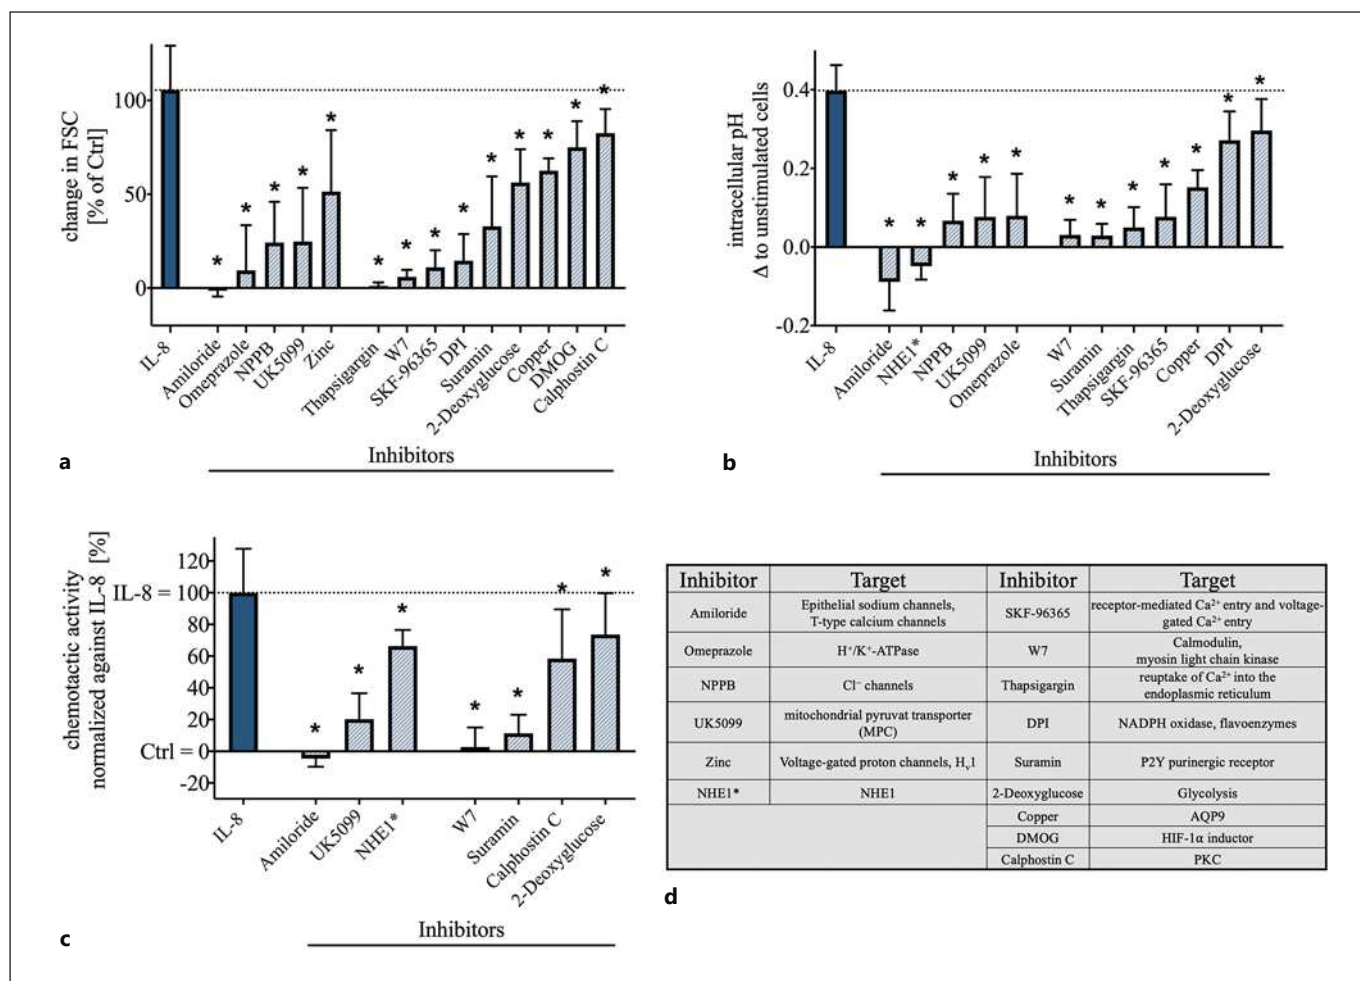 change in FSC
[% of Ctrl]
100
50
0
*
*
*
*
*
*
*
*
*
*
*
*
*
*
IL-8
Amiloride
Omeprazole
NPPB
UK5099
Zinc
Thapsigargin
W7
SKF-96365
DPI
Suramin
2-Deoxyglucose
Copper
DMOG
Calphostin C
Inhibitors
a
intracellular pH
Δ to unstimulated cells
0.4
0.2
0.0
-0.2
*
*
*
*
*
*
*
*
*
*
*
*
IL-8
Amiloride
NHE1*
NPPB
UK5099
Omeprazole
W7
Suramin
Thapsigargin
SKF-96365
Copper
DPI
2-Deoxyglucose
Inhibitors
b
chemotactic activity
normalized against IL-8 [%]
120
IL-8 = 100
80
60
40
20
Ctrl = 0
-20
*
*
*
*
*
*
*
IL-8
Amiloride
UK5099
NHE1*
W7
Suramin
Calphostin C
2-Deoxyglucose
Inhibitors
c
Inhibitor Target Inhibitor Target
Amiloride Epithelial sodium channels, SKF-96365 receptor-mediated Ca²⁺ entry and voltage-
T-type calcium channels gated Ca²⁺ entry
Omeprazole H⁺/K⁺-ATPase W7 Calmodulin,
myosin light chain kinase
NPPB Cl⁻ channels Thapsigargin reuptake of Ca²⁺ into the
endoplasmic reticulum
UK5099 mitochondrial pyruvat transporter DPI NADPH oxidase, flavoenzymes
(MPC)
Zinc Voltage-gated proton channels, Hᵥ1 Suramin P2Y purinergic receptor
NHE1* NHE1 2-Deoxyglucose Glycolysis
Copper AQP9
DMOG HIF-1α inductor
Calphostin C PKC
d